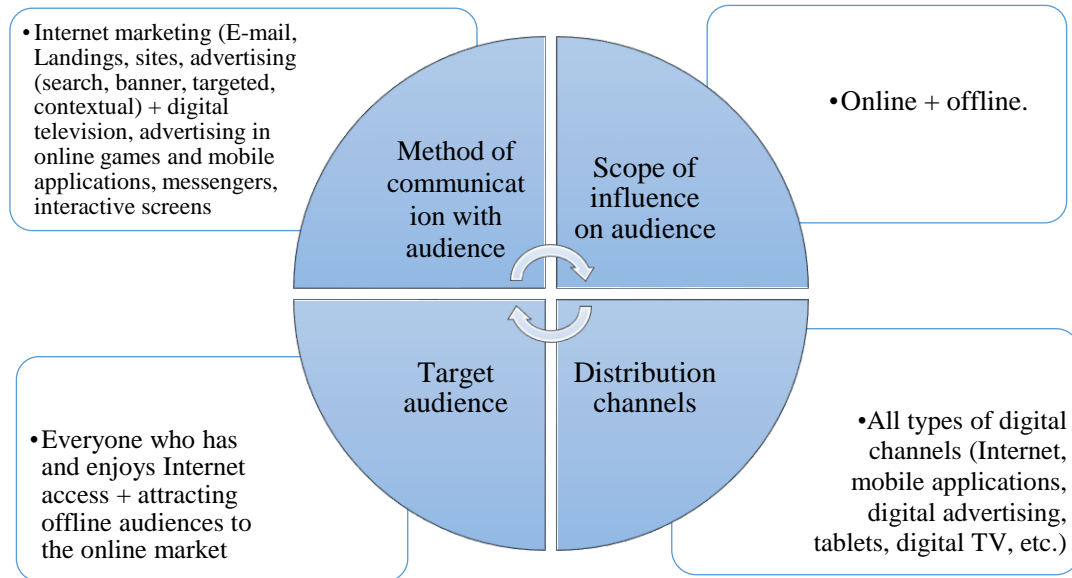 •Internet marketing (E-mail,
Landings, sites, advertising
(search, banner, targeted,
contextual) + digital
television, advertising in
online games and mobile
applications, messengers,
interactive screens
Method of
communicat
ion with
audience
Scope of
influence
on audience
•Online + offline.
•Everyone who has
and enjoys Internet
access + attracting
offline audiences to
the online market
Target
audience
Distribution
channels
•All types of digital
channels (Internet,
mobile applications,
digital advertising,
tablets, digital TV, etc.)